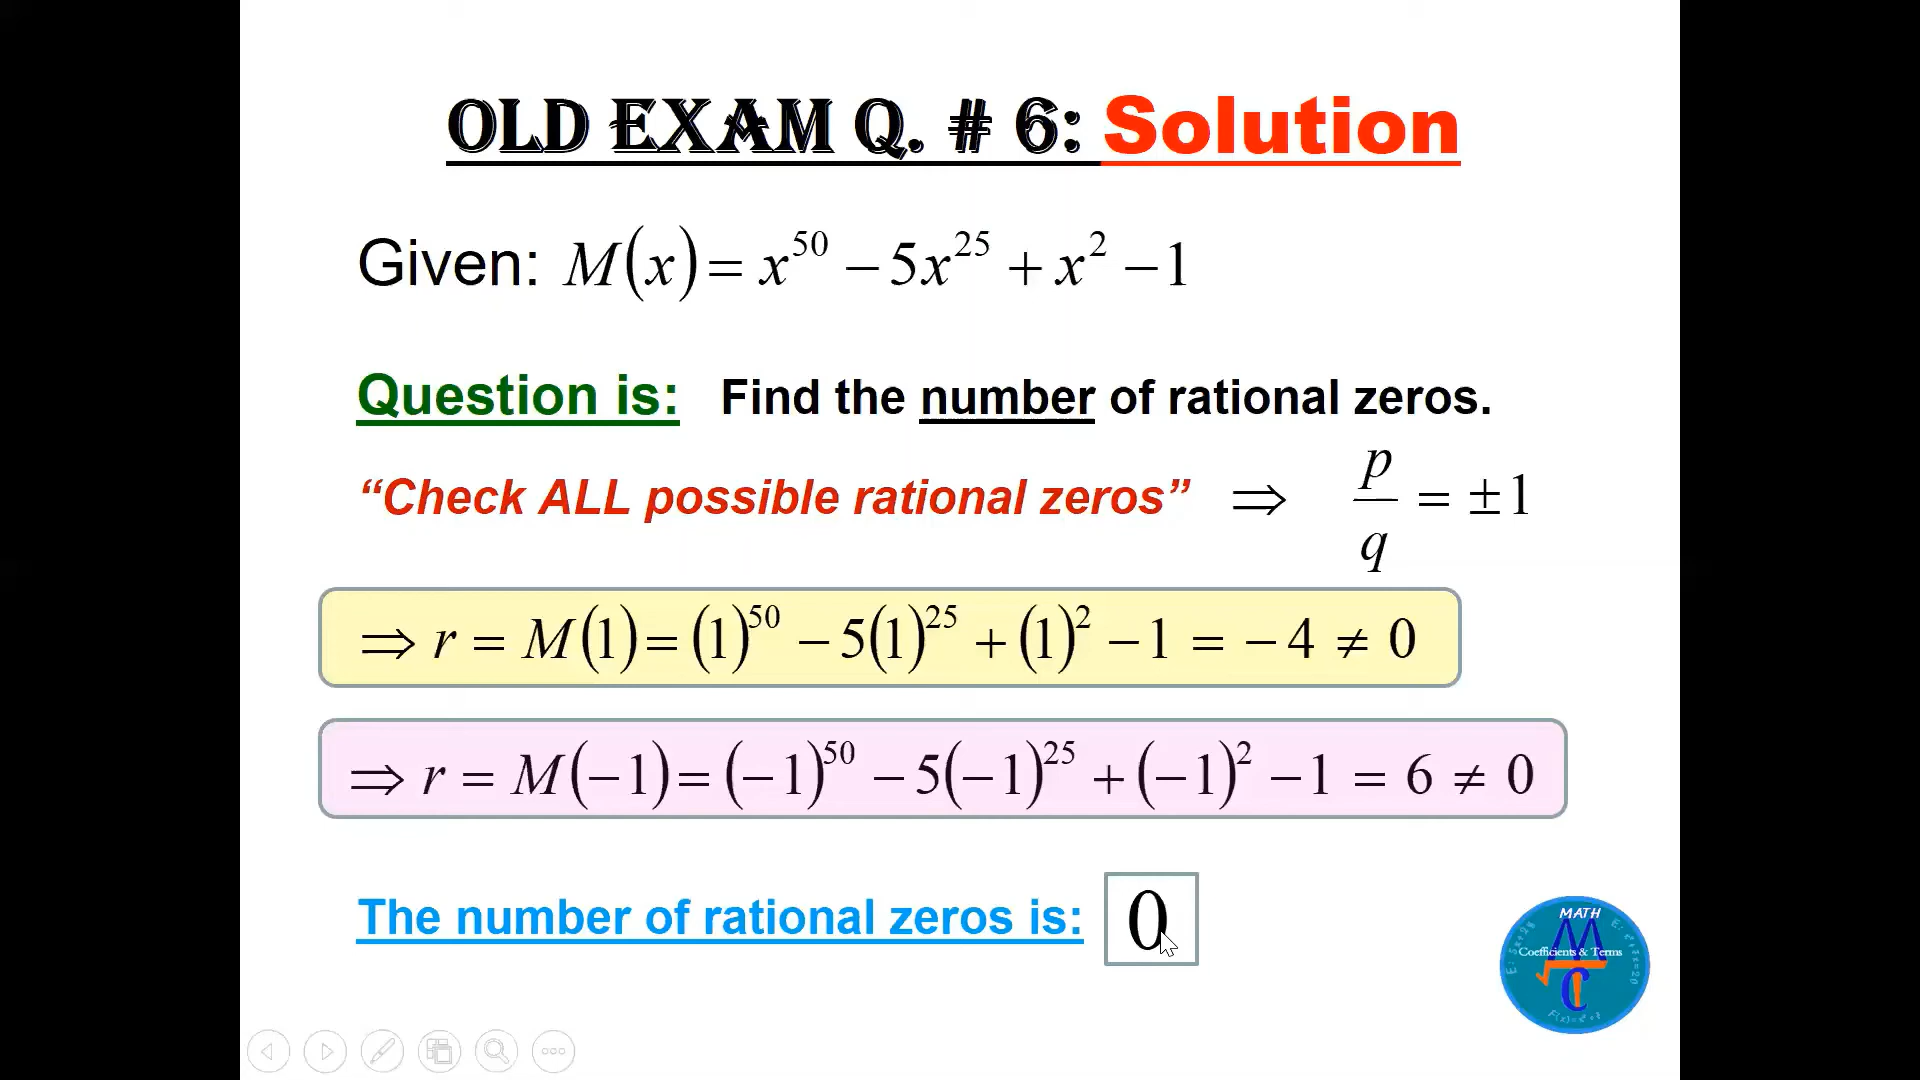 OLD EXAM Q. # 6: Solution
Given: M(x) = x^50 − 5x^25 + x^2 − 1
Question is: Find the number of rational zeros.
“Check ALL possible rational zeros” ⇒ p/q = ±1
⇒ r = M(1) = (1)^50 − 5(1)^25 + (1)^2 − 1 = −4 ≠ 0
⇒ r = M(−1) = (−1)^50 − 5(−1)^25 + (−1)^2 − 1 = 6 ≠ 0
The number of rational zeros is: 0
MATH
Coefficients & Terms